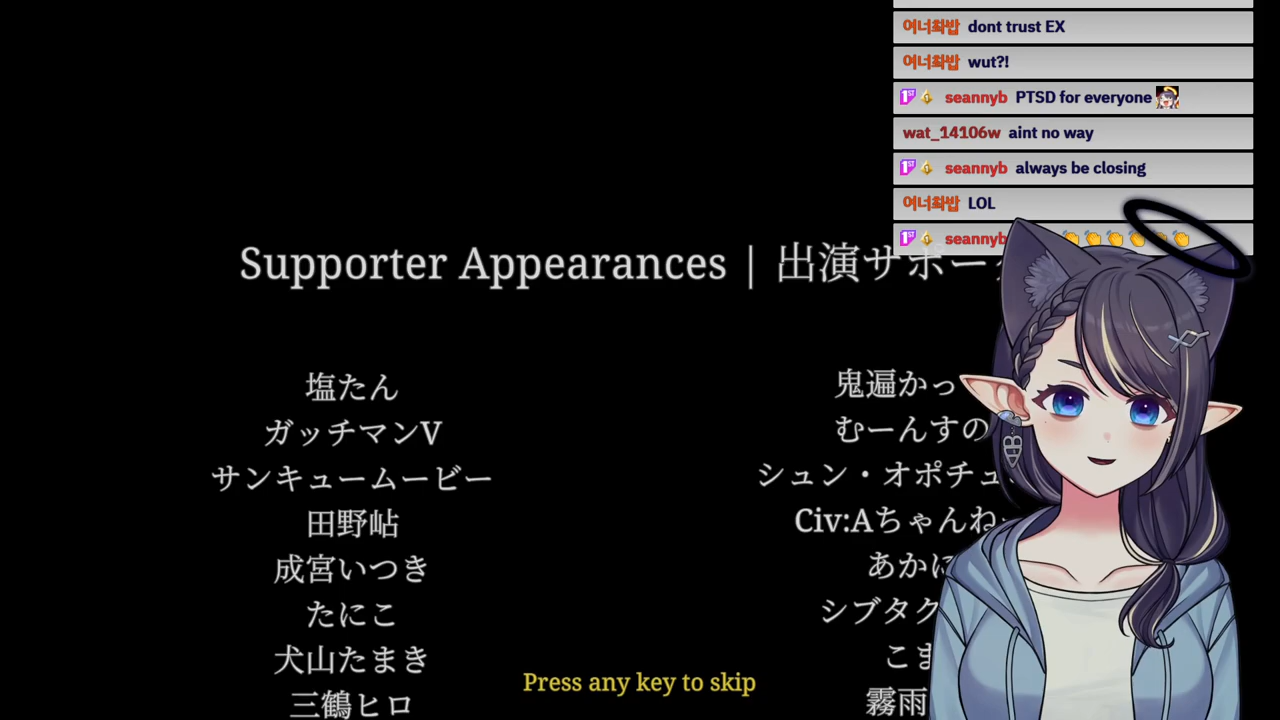 여너화밥 dont trust EX
여너화밥 wut?!
seannyb PTSD for everyone
wat_14106w aint no way
seannyb always be closing
여너화밥 LOL
seannyb
Supporter Appearances | 出演サポー
塩たん
鬼遍かっ
ガッチマンV
むーんすの
サンキュームービー
シュン・オポチュ
田野岾
Civ:Aちゃんね
成宮いつき
あかに
たにこ
シブタク
犬山たまき
こま
Press any key to skip
三鶴ヒロ
霧雨